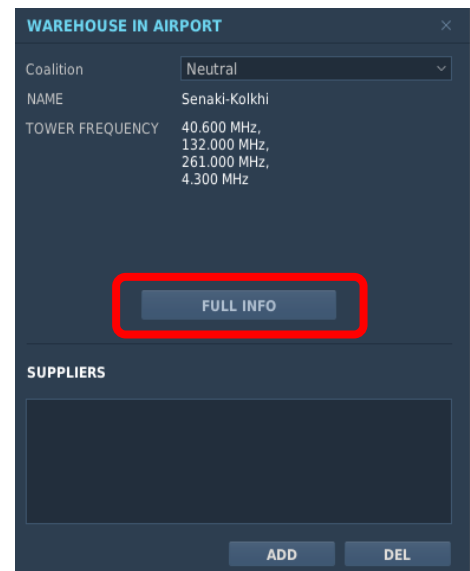 WAREHOUSE IN AIRPORT
Coalition Neutral
NAME Senaki-Kolkhi
TOWER FREQUENCY 40.600 MHz,
132.000 MHz,
261.000 MHz,
4.300 MHz
FULL INFO
SUPPLIERS
ADD DEL